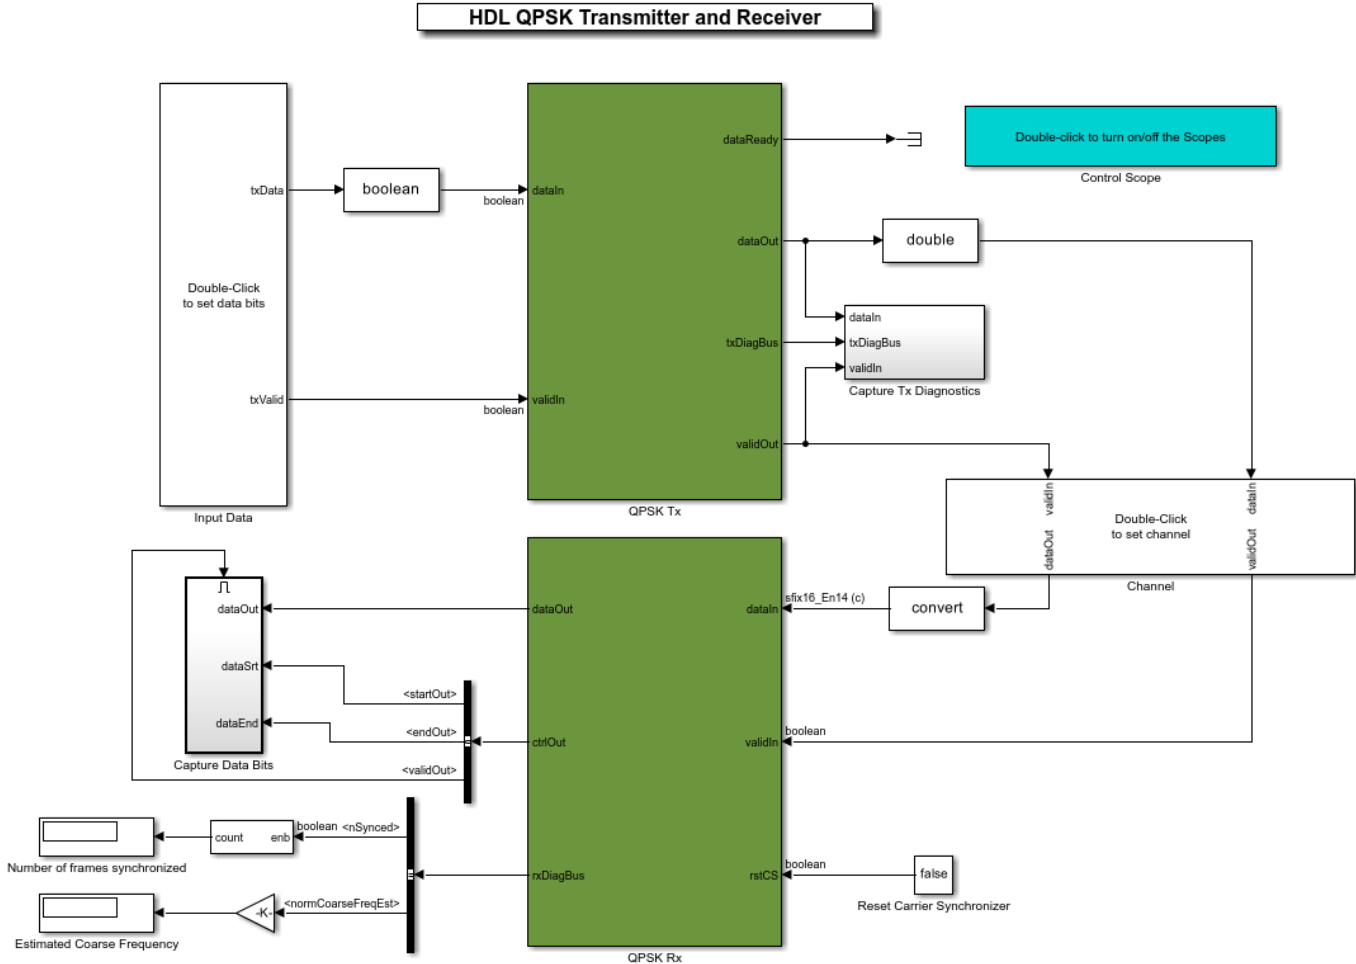 HDL QPSK Transmitter and Receiver
Double-Click
to set data bits
txData
txValid
Input Data
boolean
boolean
boolean
dataIn
validIn
dataReady
dataOut
txDiagBus
validOut
QPSK Tx
Double-click to turn on/off the Scopes
Control Scope
double
dataIn
txDiagBus
validIn
Capture Tx Diagnostics
validIn
dataIn
Double-Click
to set channel
dataOut
validOut
Channel
convert
sfix16_En14 (c)
boolean
boolean
dataIn
validIn
rstCS
false
Reset Carrier Synchronizer
dataOut
ctrlOut
rxDiagBus
QPSK Rx
dataOut
dataSrt
dataEnd
Capture Data Bits
<startOut>
<endOut>
<validOut>
boolean
<nSynced>
count
enb
Number of frames synchronized
<normCoarseFreqEst>
-K-
Estimated Coarse Frequency